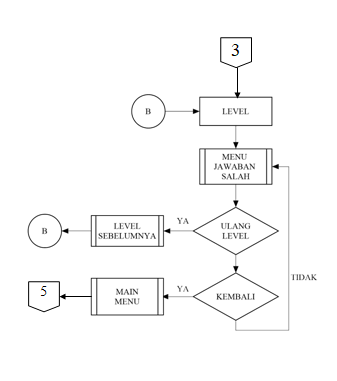 3
B
LEVEL
MENU
JAWABAN
SALAH
YA
ULANG
LEVEL
LEVEL
SEBELUMNYA
B
TIDAK
YA
KEMBALI
MAIN
MENU
5